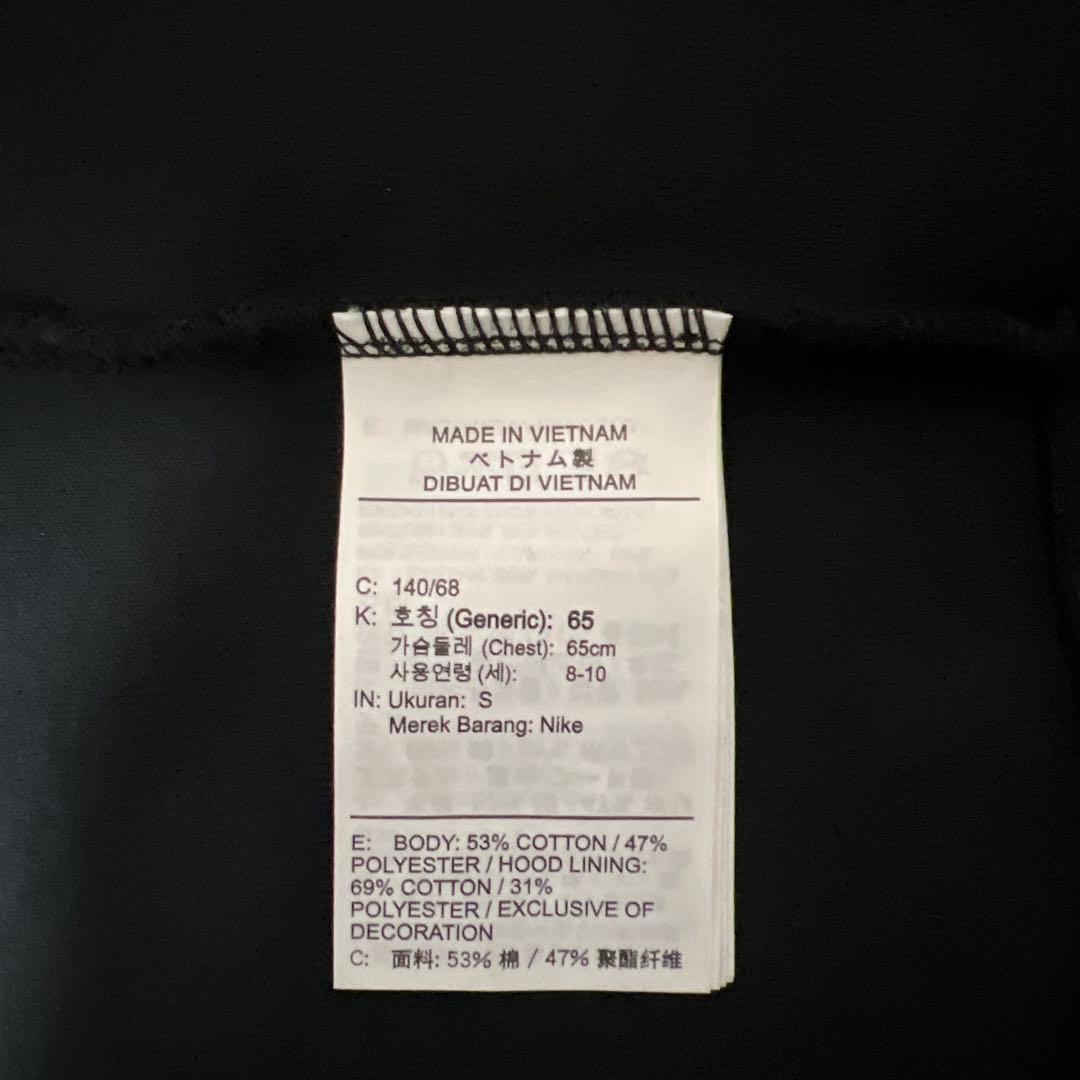 MADE IN VIETNAM
ベトナム製
DIBUAT DI VIETNAM
C: 140/68
K: 호칭 (Generic): 65
가슴둘레 (Chest): 65cm
사용연령 (세): 8-10
IN: Ukuran: S
Merek Barang: Nike
E: BODY: 53% COTTON / 47%
POLYESTER / HOOD LINING:
69% COTTON / 31%
POLYESTER / EXCLUSIVE OF
DECORATION
C: 面料: 53% 棉 / 47% 聚酯纤维